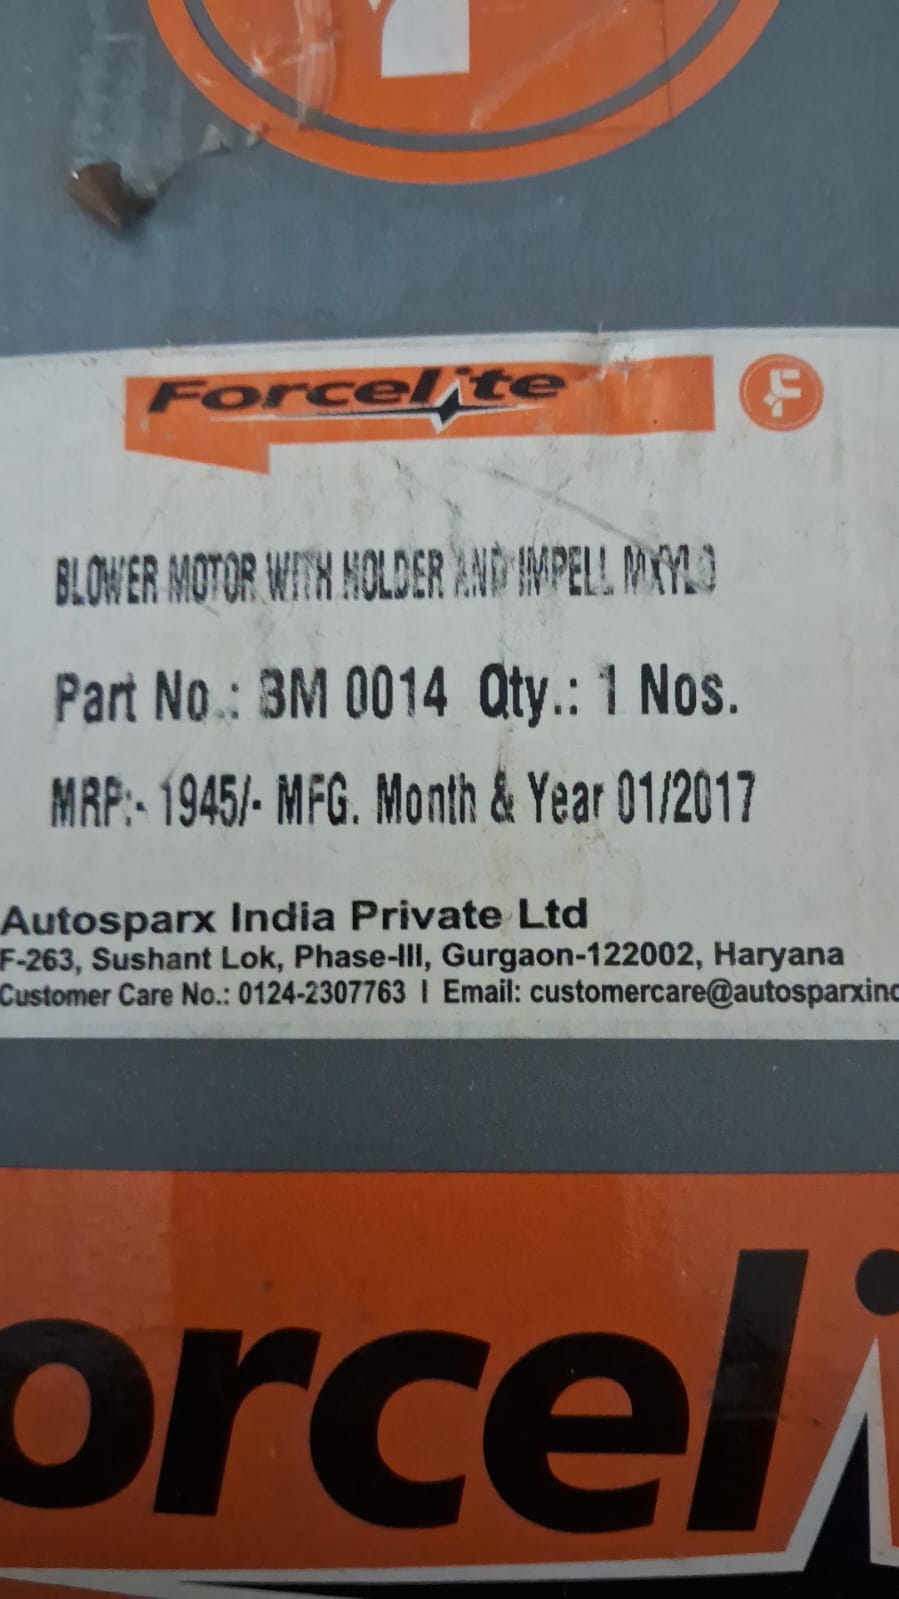 Forcelite
BLOWER MOTOR WITH HOLDER AND IMPELL MXYLO
Part No.: BM 0014 Qty.: 1 Nos.
MRP:- 1945/- MFG. Month & Year 01/2017
Autosparx India Private Ltd
F-263, Sushant Lok, Phase-III, Gurgaon-122002, Haryana
Customer Care No.: 0124-2307763 I Email: customercare@autosparxind
orceli